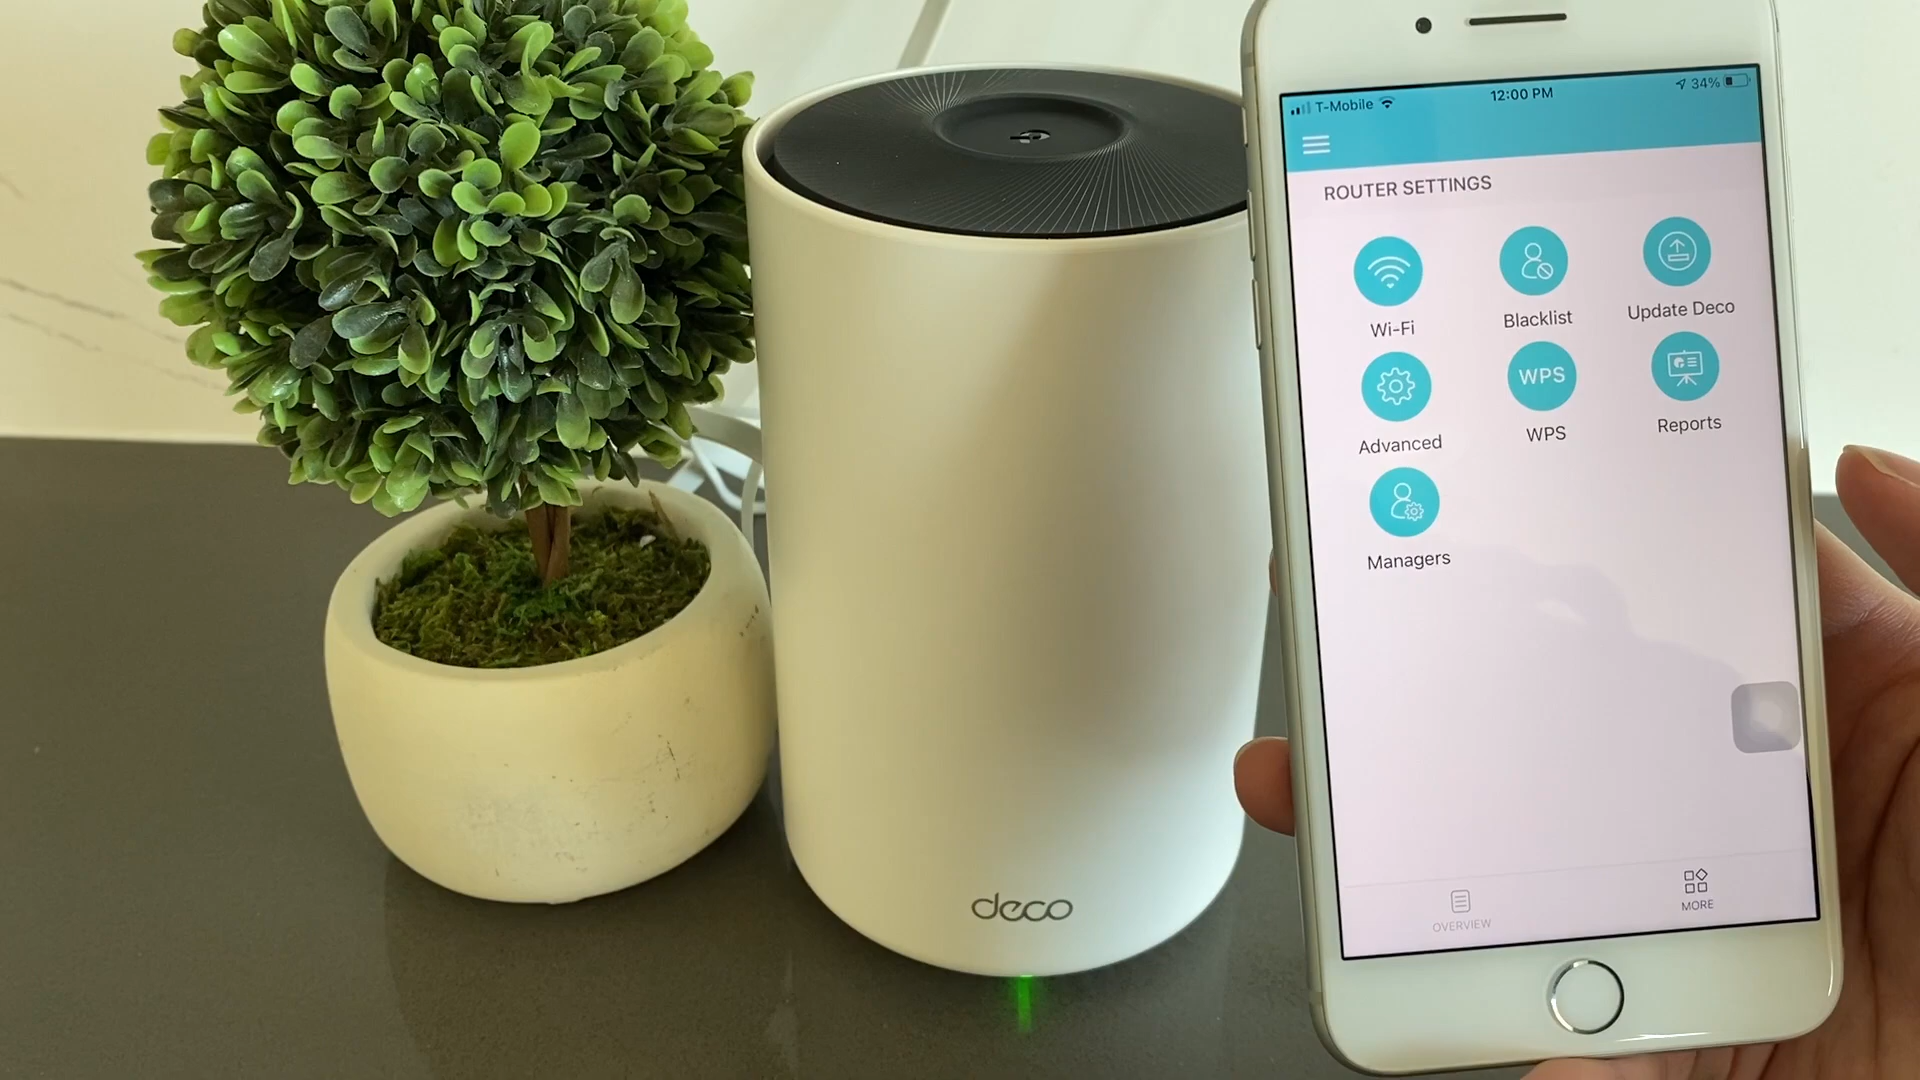 T-Mobile
12:00 PM
34%
ROUTER SETTINGS
Wi-Fi
Blacklist
Update Deco
Advanced
WPS
WPS
Reports
Managers
OVERVIEW
MORE
deco